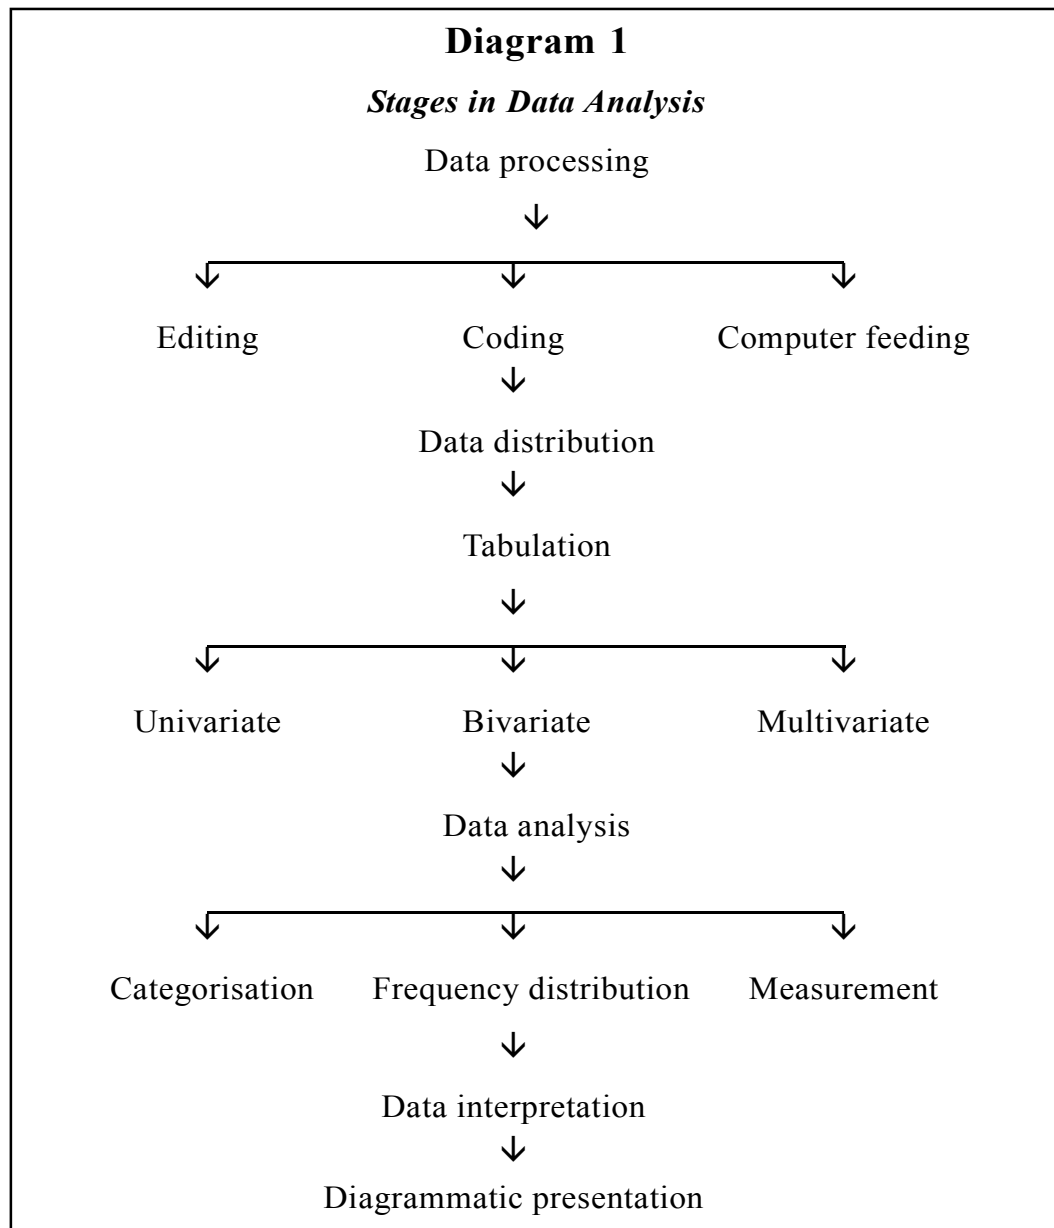 Diagram 1
Stages in Data Analysis
Data processing
Editing Coding Computer feeding
Data distribution
Tabulation
Univariate Bivariate Multivariate
Data analysis
Categorisation Frequency distribution Measurement
Data interpretation
Diagrammatic presentation